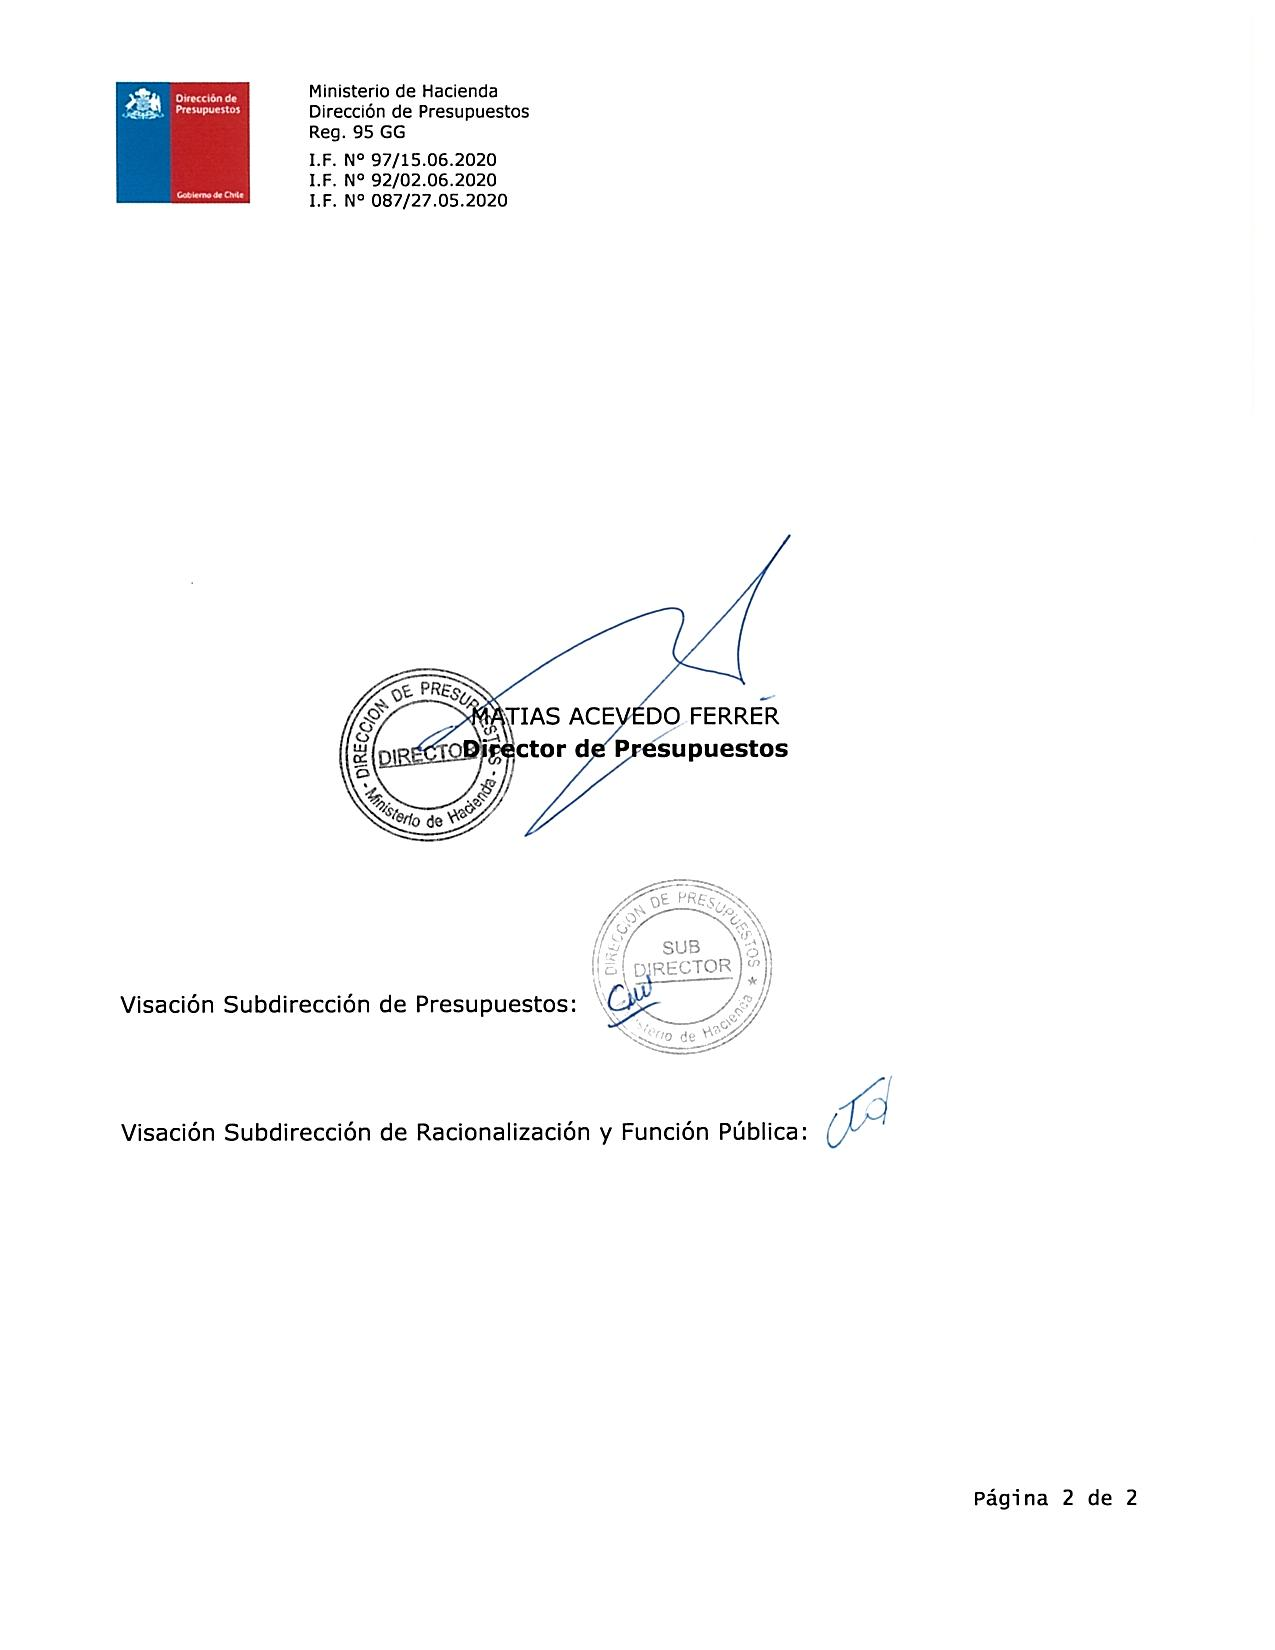 Dirección de
Presupuestos
Gobierno de Chile
Ministerio de Hacienda
Dirección de Presupuestos
Reg. 95 GG
I.F. N° 97/15.06.2020
I.F. N° 92/02.06.2020
I.F. N° 087/27.05.2020
MATIAS ACEVEDO FERRER
Director de Presupuestos
DIRECCION DE PRESUPUESTOS
DIRECTOR
- Ministerio de Hacienda -
DIRECCION DE PRESUPUESTOS
SUB
DIRECTOR
de Hacienda
Visación Subdirección de Presupuestos:
Visación Subdirección de Racionalización y Función Pública:
Página 2 de 2